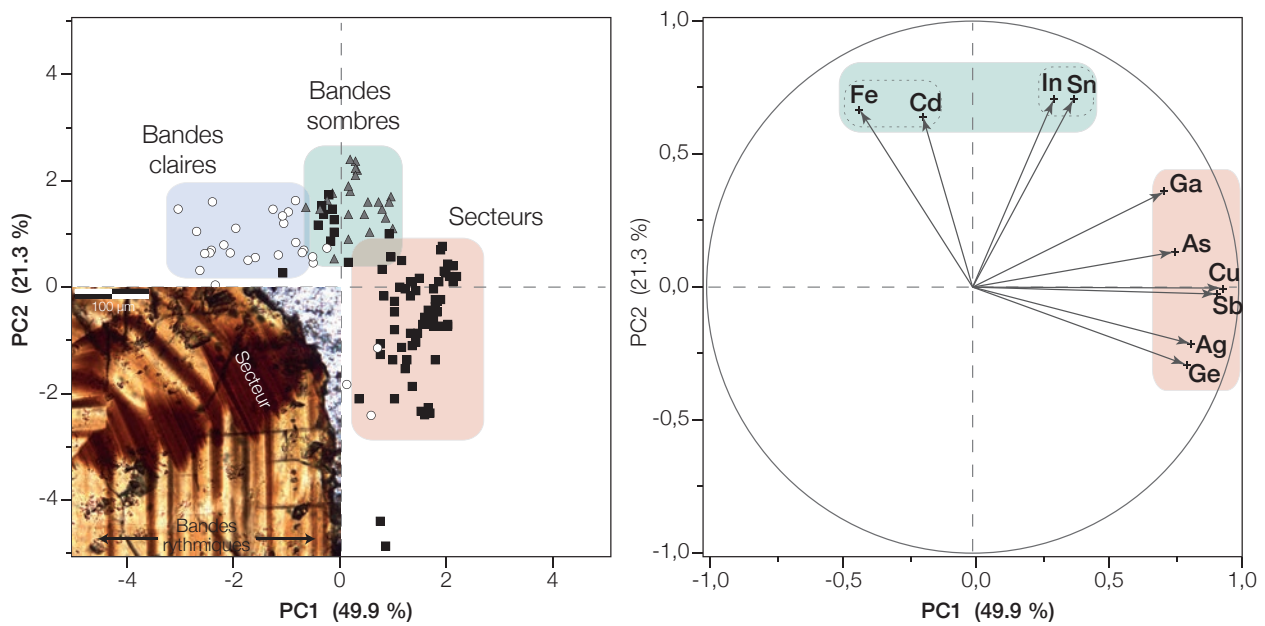 Bandes
claires
Bandes
sombres
Secteurs
PC2 (21.3 %)
4
2
0
-2
-4
100 µm
Secteur
Bandes
rythmiques
-4
-2
0
2
4
PC1 (49.9 %)
PC2 (21.3 %)
1,0
0,5
0,0
-0,5
-1,0
Fe
Cd
In
Sn
Ga
As
Cu
Sb
Ag
Ge
-1,0
-0,5
0,0
0,5
1,0
PC1 (49.9 %)